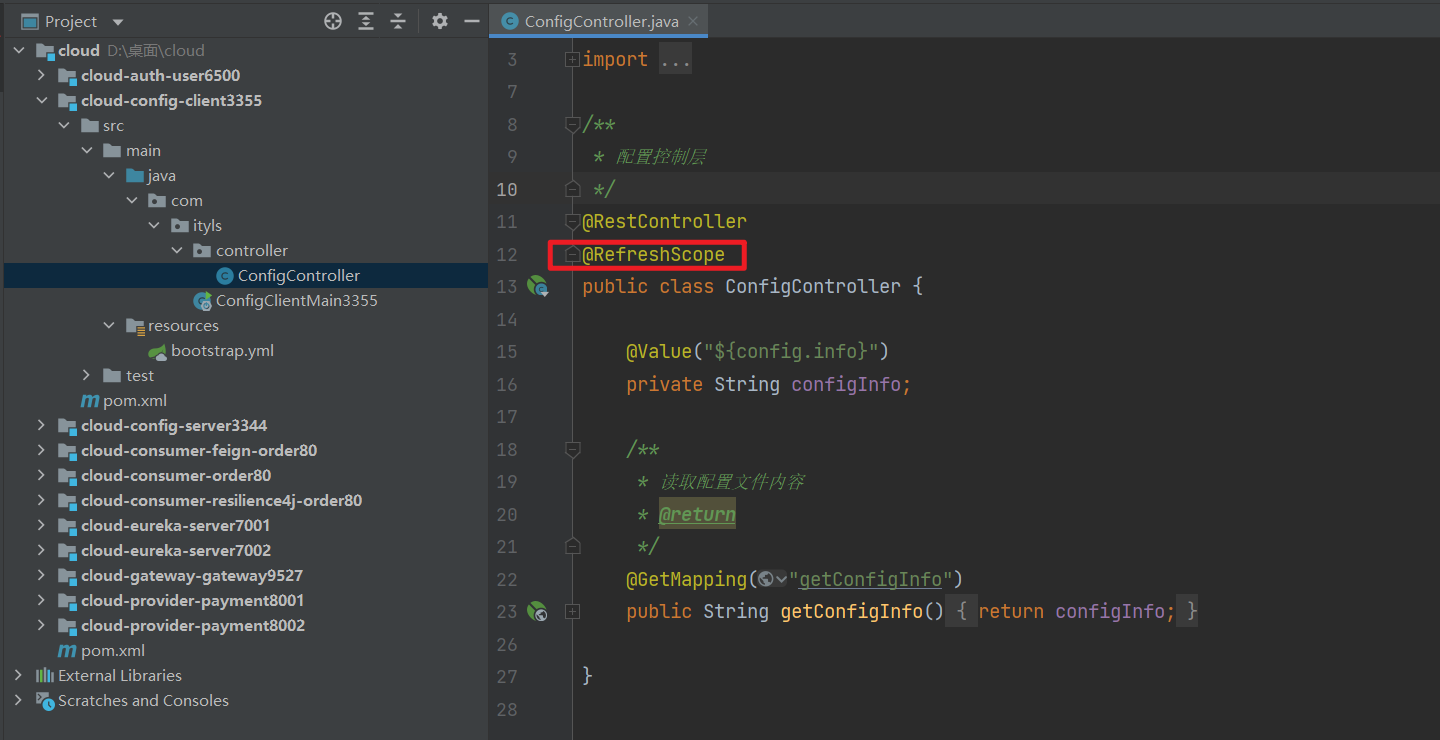 Project
cloud D:\桌面\cloud
cloud-auth-user6500
cloud-config-client3355
src
main
java
com
ityls
controller
ConfigController
ConfigClientMain3355
resources
bootstrap.yml
test
pom.xml
cloud-config-server3344
cloud-consumer-feign-order80
cloud-consumer-order80
cloud-consumer-resilience4j-order80
cloud-eureka-server7001
cloud-eureka-server7002
cloud-gateway-gateway9527
cloud-provider-payment8001
cloud-provider-payment8002
pom.xml
External Libraries
Scratches and Consoles
ConfigController.java
3 import ...
7
8 /**
9 * 配置控制层
10 */
11 @RestController
12 @RefreshScope
13 public class ConfigController {
14
15 @Value("${config.info}")
16 private String configInfo;
17
18 /**
19 * 读取配置文件内容
20 * @return
21 */
22 @GetMapping("getConfigInfo")
23 public String getConfigInfo() { return configInfo; }
26
27 }
28